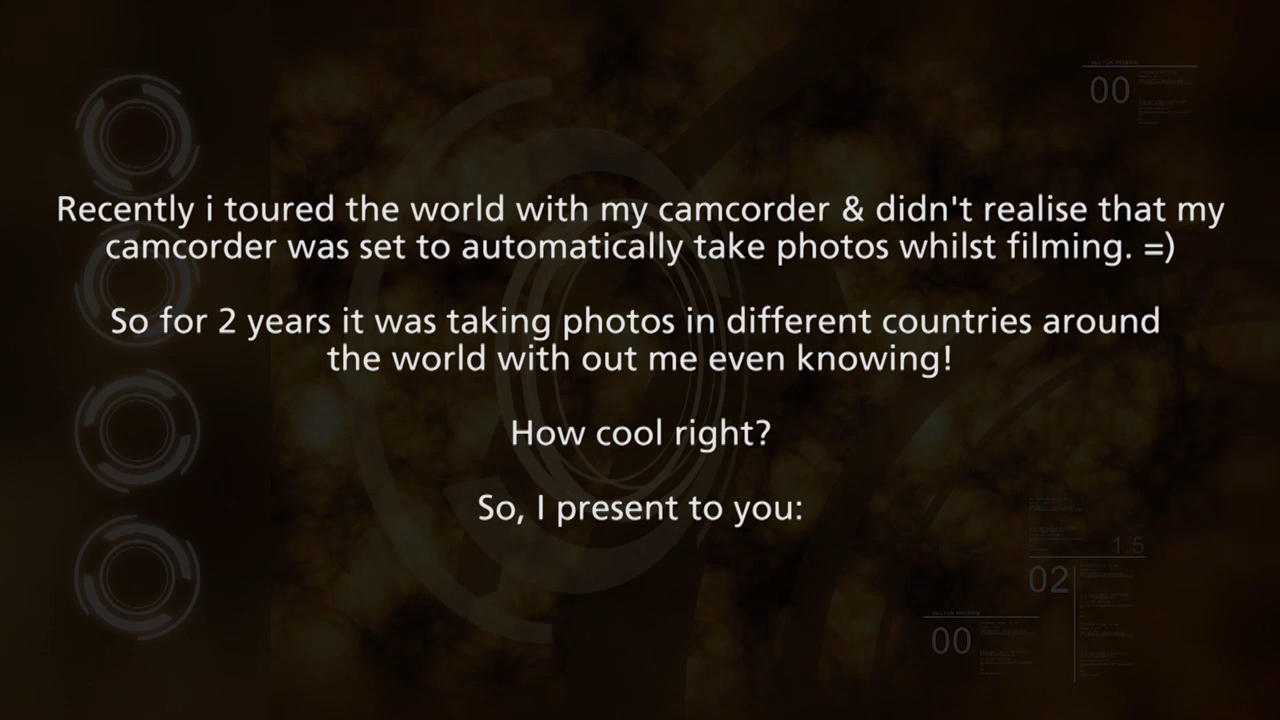 Recently i toured the world with my camcorder & didn't realise that my
camcorder was set to automatically take photos whilst filming. =)
So for 2 years it was taking photos in different countries around
the world with out me even knowing!
How cool right?
So, I present to you:
00
1.5
02
00